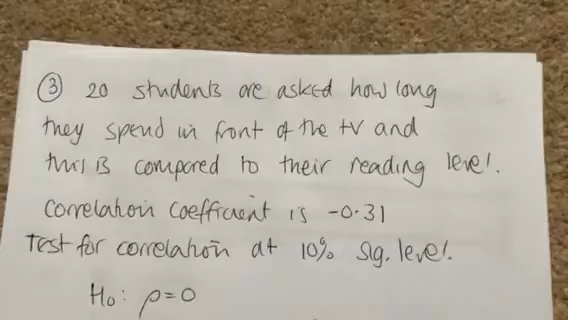 ③ 20 students are asked how long
they spend in front of the tv and
this is compared to their reading level.
Correlation Coefficient is -0.31
Test for correlation at 10% sig. level.
H₀: ρ=0